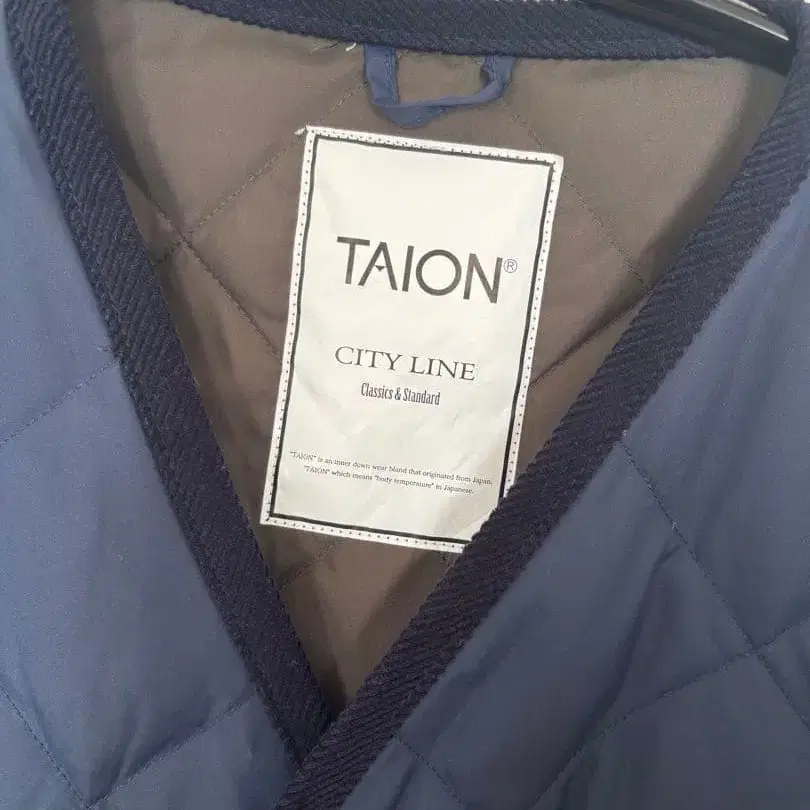 TAION®
CITY LINE
Classics & Standard
"TAION" is an inner down wear bland that originated from Japan.
"TAION" which means "body temperature" in Japanese.